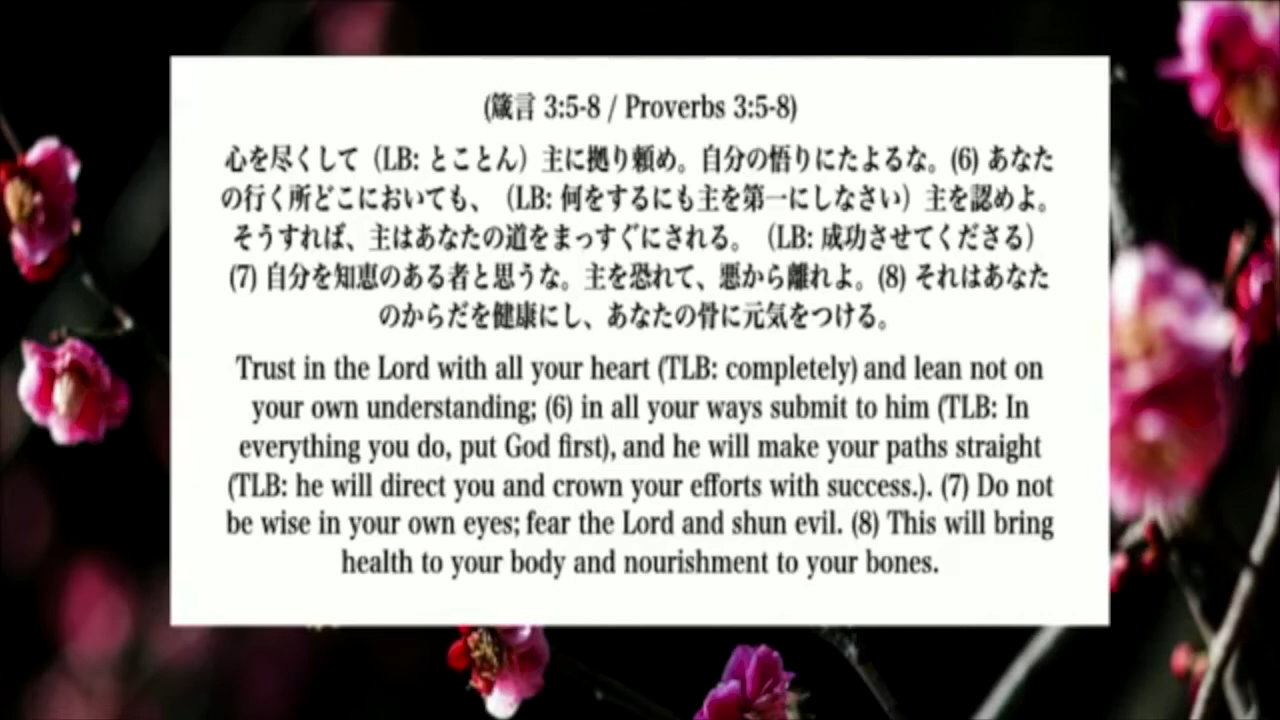 (箴言 3:5-8 / Proverbs 3:5-8)
心を尽くして（LB: とことん）主に拠り頼め。自分の悟りにたよるな。(6) あなた
の行く所どこにおいても、（LB: 何をするにも主を第一にしなさい）主を認めよ。
そうすれば、主はあなたの道をまっすぐにされる。（LB: 成功させてくださる）
(7) 自分を知恵のある者と思うな。主を恐れて、悪から離れよ。(8) それはあなた
のからだを健康にし、あなたの骨に元気をつける。
Trust in the Lord with all your heart (TLB: completely) and lean not on
your own understanding; (6) in all your ways submit to him (TLB: In
everything you do, put God first), and he will make your paths straight
(TLB: he will direct you and crown your efforts with success.). (7) Do not
be wise in your own eyes; fear the Lord and shun evil. (8) This will bring
health to your body and nourishment to your bones.